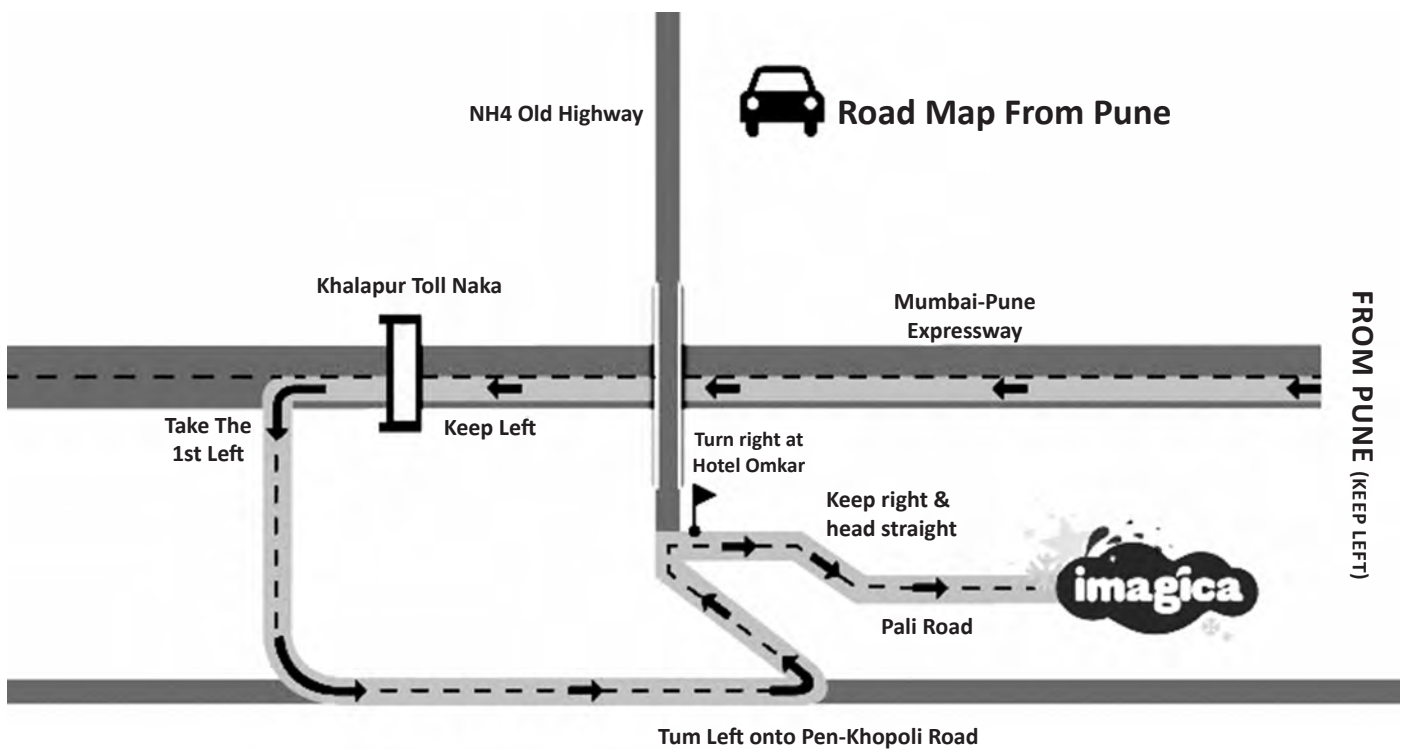 NH4 Old Highway
Road Map From Pune
Khalapur Toll Naka
Mumbai-Pune
Expressway
FROM PUNE (KEEP LEFT)
Take The
1st Left
Keep Left
Turn right at
Hotel Omkar
Keep right &
head straight
imagica
Pali Road
Tum Left onto Pen-Khopoli Road